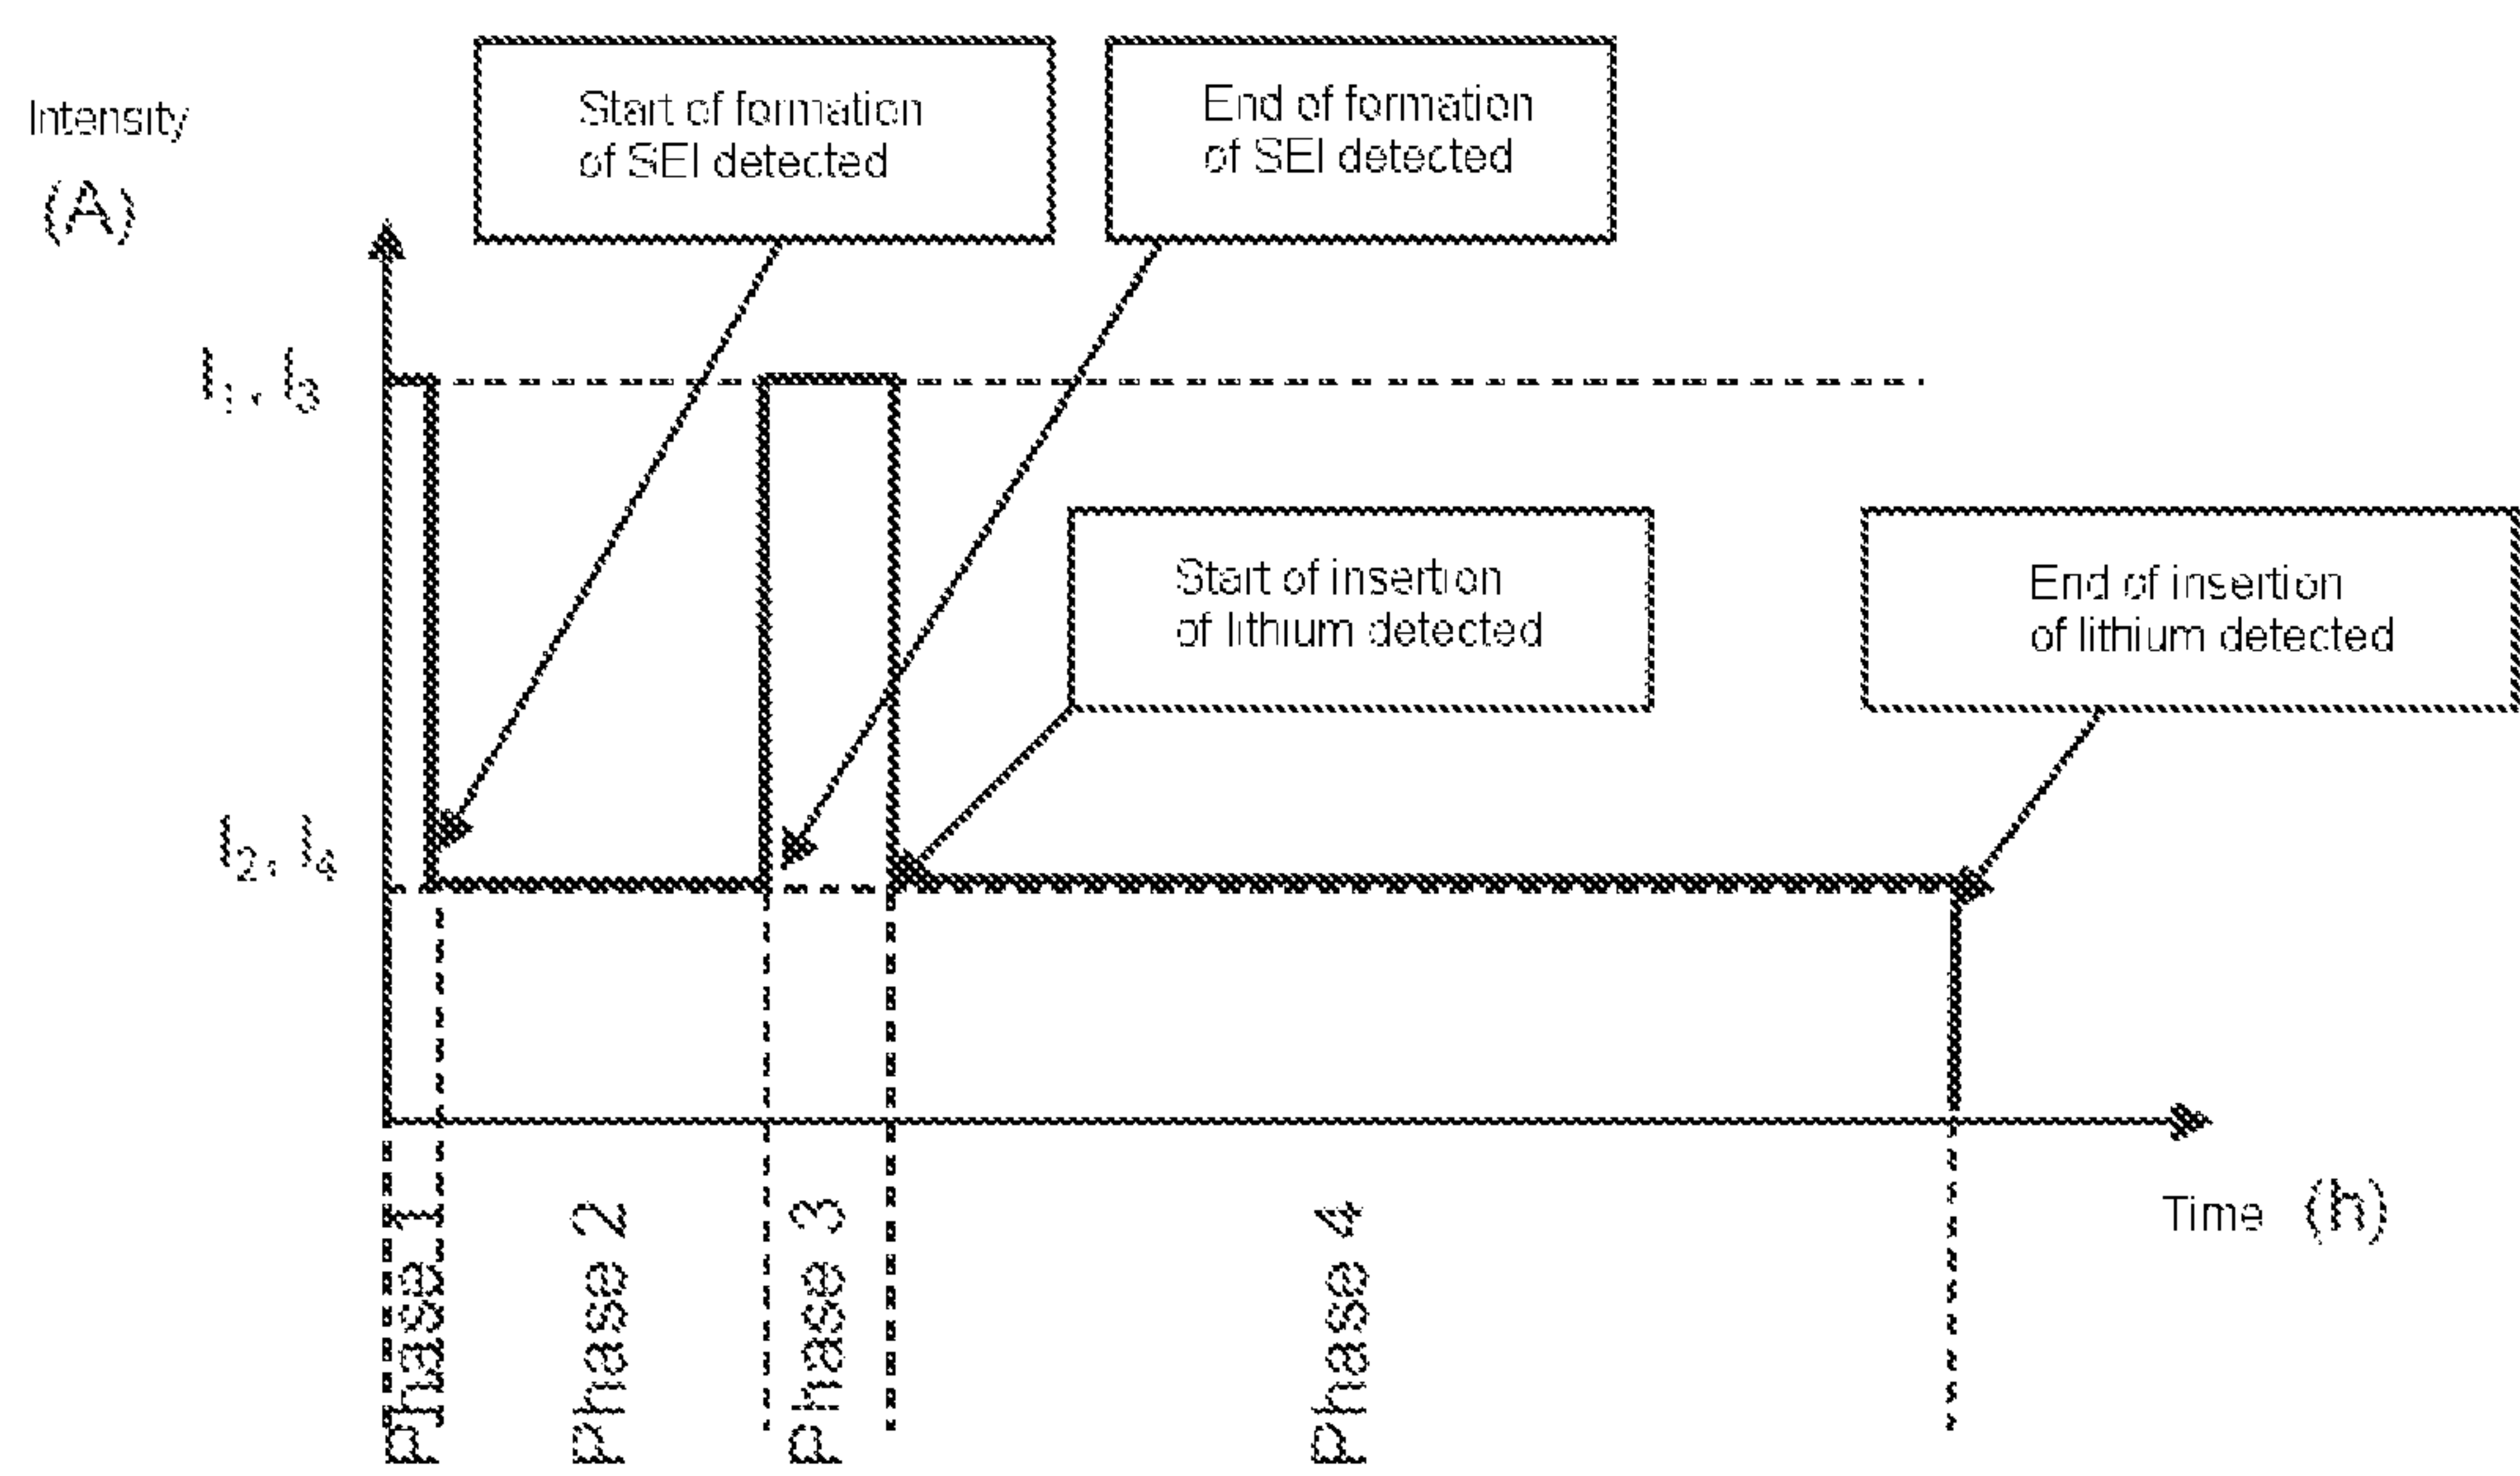 Intensity
(A)
Start of formation
of SEI detected
End of formation
of SEI detected
I1, I3
Start of insertion
of lithium detected
End of insertion
of lithium detected
I2, I4
Phase 1
Phase 2
Phase 3
Phase 4
Time (h)